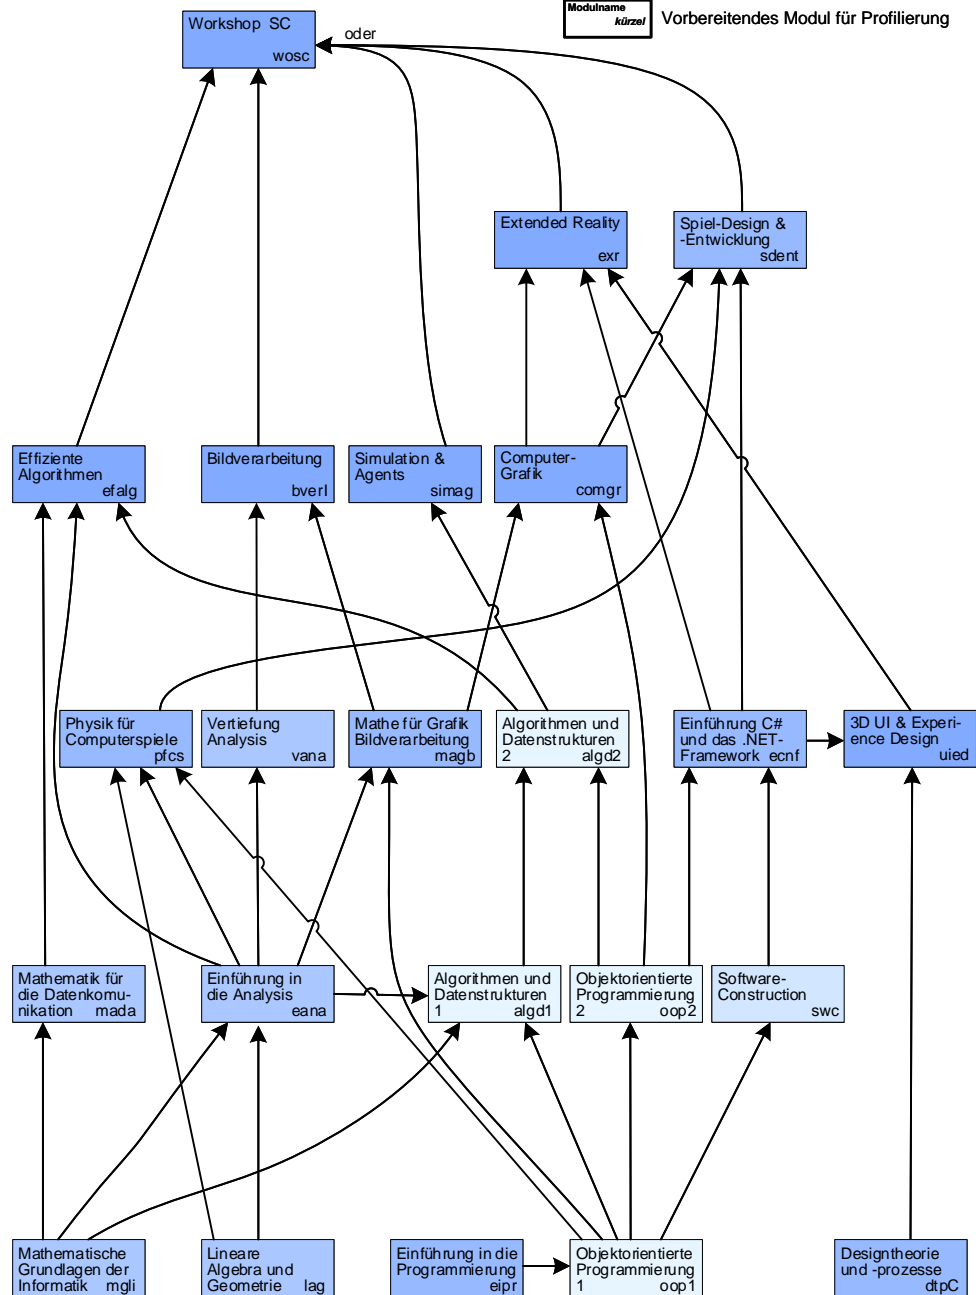 Modulname
kürzel
Vorbereitendes Modul für Profilierung
Workshop SC
wosc
oder
Extended Reality
exr
Spiel-Design &
-Entwicklung
sdent
Effiziente
Algorithmen
efalg
Bildverarbeitung
bverI
Simulation &
Agents
simag
Computer-
Grafik
comgr
Physik für
Computerspiele
pfcs
Vertiefung
Analysis
vana
Mathe für Grafik
Bildverarbeitung
magb
Algorithmen und
Datenstrukturen
2 algd2
Einführung C#
und das .NET-
Framework ecnf
3D UI & Experi-
ence Design
uied
Mathematik für
die Datenkomu-
nikation mada
Einführung in
die Analysis
eana
Algorithmen und
Datenstrukturen
1 algd1
Objektorientierte
Programmierung
2 oop2
Software-
Construction
swc
Mathematische
Grundlagen der
Informatik mgli
Lineare
Algebra und
Geometrie lag
Einführung in die
Programmierung
eipr
Objektorientierte
Programmierung
1 oop1
Designtheorie
und -prozesse
dtpC